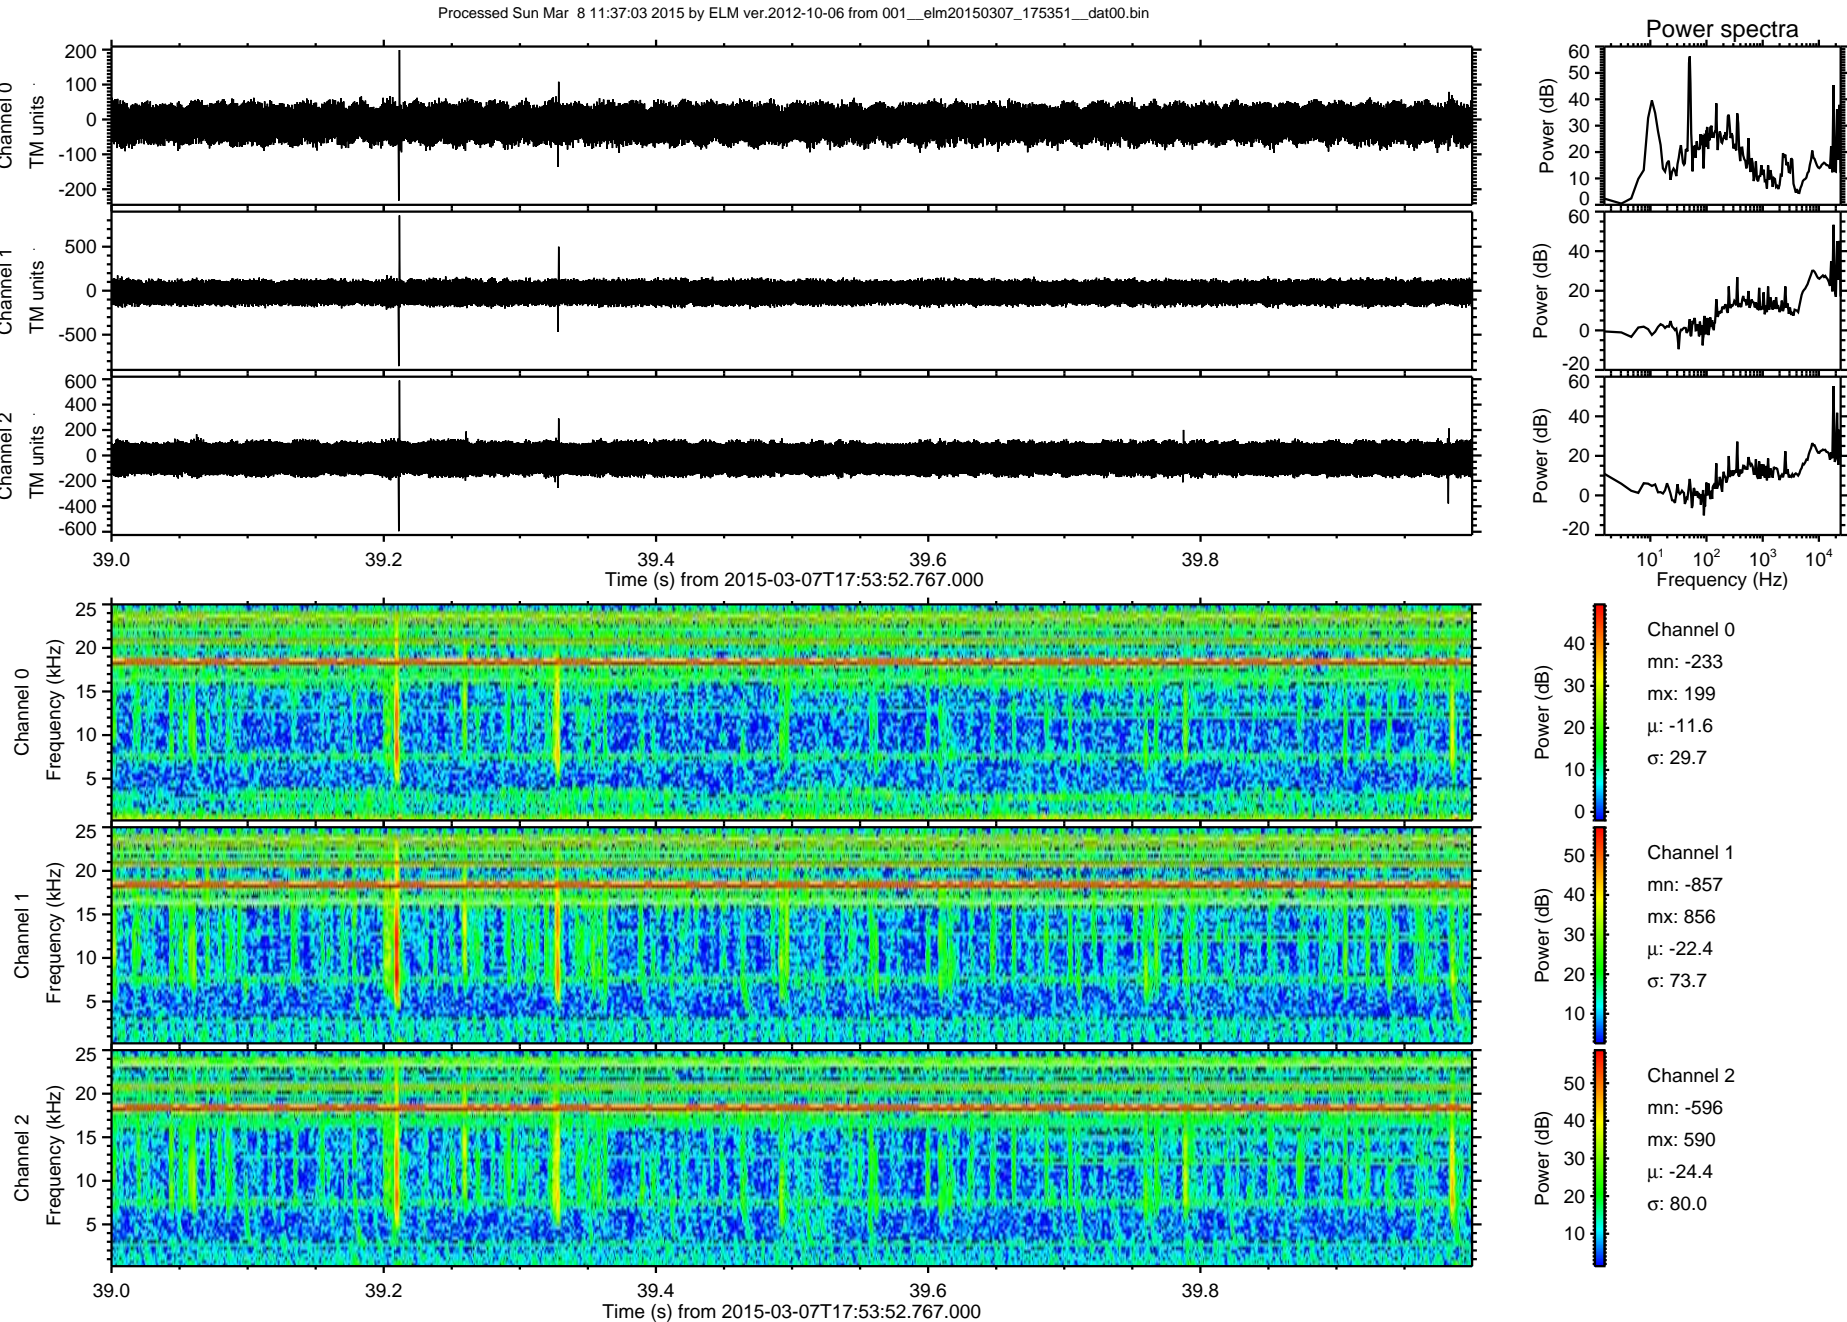 Processed Sun Mar  8 11:37:03 2015 by ELM ver.2012-10-06 from 001__elm20150307_175351__dat00.bin
Power spectra
Channel 0
TM units
200
100
0
-100
-200
Power (dB)
60
50
40
30
20
10
0
Channel 1
TM units
500
0
-500
Power (dB)
60
40
20
0
-20
Channel 2
TM units
600
400
200
0
-200
-400
-600
Power (dB)
60
40
20
0
-20
39.0 39.2 39.4 39.6 39.8
Time (s) from 2015-03-07T17:53:52.767.000
10^1 10^2 10^3 10^4
Frequency (Hz)
Channel 0
Frequency (kHz)
25
20
15
10
5
Power (dB)
40
30
20
10
0
Channel 0
mn: -233
mx: 199
μ: -11.6
σ: 29.7
Channel 1
Frequency (kHz)
25
20
15
10
5
Power (dB)
50
40
30
20
10
Channel 1
mn: -857
mx: 856
μ: -22.4
σ: 73.7
Channel 2
Frequency (kHz)
25
20
15
10
5
Power (dB)
50
40
30
20
10
Channel 2
mn: -596
mx: 590
μ: -24.4
σ: 80.0
39.0 39.2 39.4 39.6 39.8
Time (s) from 2015-03-07T17:53:52.767.000